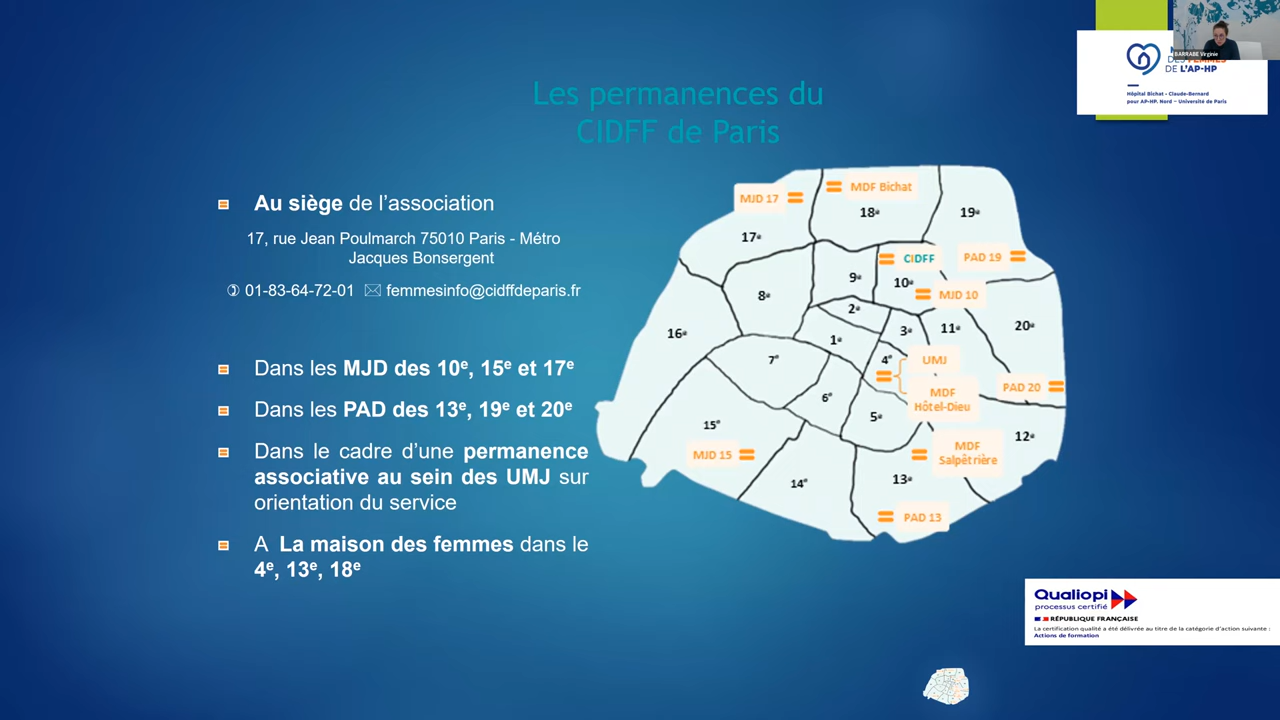 BARRABE Virginie
DES FEMMES
DE L'AP-HP
Hôpital Bichat - Claude-Bernard
pour AP-HP. Nord – Université de Paris
Les permanences du
CIDFF de Paris
Au siège de l'association
17, rue Jean Poulmarch 75010 Paris - Métro
Jacques Bonsergent
01-83-64-72-01 femmesinfo@cidffdeparis.fr
Dans les MJD des 10e, 15e et 17e
Dans les PAD des 13e, 19e et 20e
Dans le cadre d'une permanence
associative au sein des UMJ sur
orientation du service
A La maison des femmes dans le
4e, 13e, 18e
MJD 17
MDF Bichat
18e
19e
17e
CIDFF
PAD 19
9e
10e
8e
MJD 10
2e
16e
1e
3e
11e
20e
7e
4e
UMJ
PAD 20
6e
MDF
Hôtel-Dieu
5e
15e
12e
MJD 15
MDF
Salpêtrière
14e
13e
PAD 13
Qualiopi
processus certifié
RÉPUBLIQUE FRANÇAISE
La certification qualité a été délivrée au titre de la catégorie d'action suivante :
Actions de formation